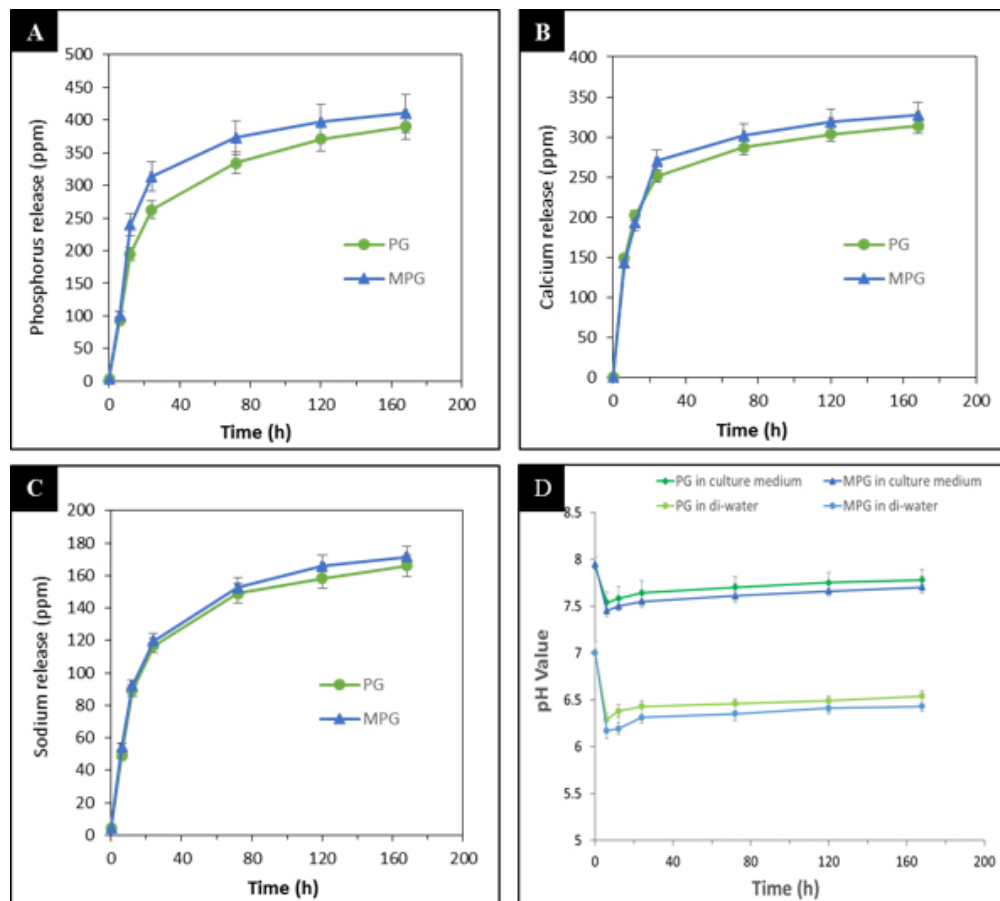 A
Phosphorus release (ppm)
500
450
400
350
300
250
200
150
100
50
0
PG
MPG
0 40 80 120 160 200
Time (h)
B
Calcium release (ppm)
400
350
300
250
200
150
100
50
0
PG
MPG
0 40 80 120 160 200
Time (h)
C
Sodium release (ppm)
180
160
140
120
100
80
60
40
20
0
PG
MPG
0 40 80 120 160 200
Time (h)
D
PG in culture medium MPG in culture medium
PG in di-water MPG in di-water
pH Value
8.5
8
7.5
7
6.5
6
5.5
5
0 40 80 120 160 200
Time (h)